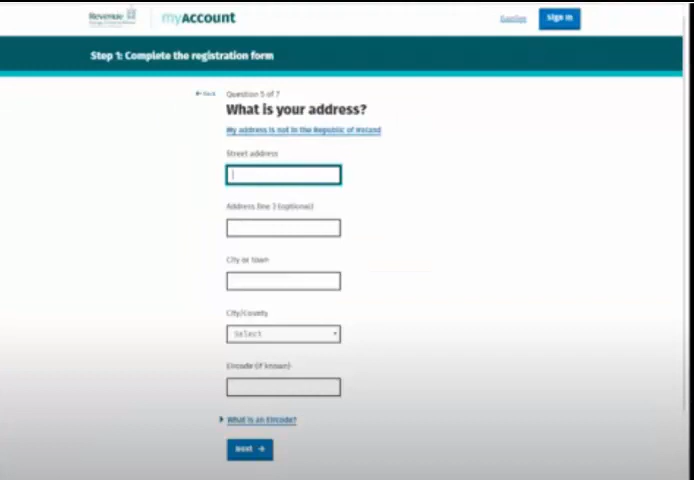 Revenue
myAccount
Gaeilge
Sign in
Step 1: Complete the registration form
Back
Question 5 of 7
What is your address?
My address is not in the Republic of Ireland
Street address
Address line 2 (optional)
City or town
City/County
Select
Eircode (if known)
What is an Eircode?
Next